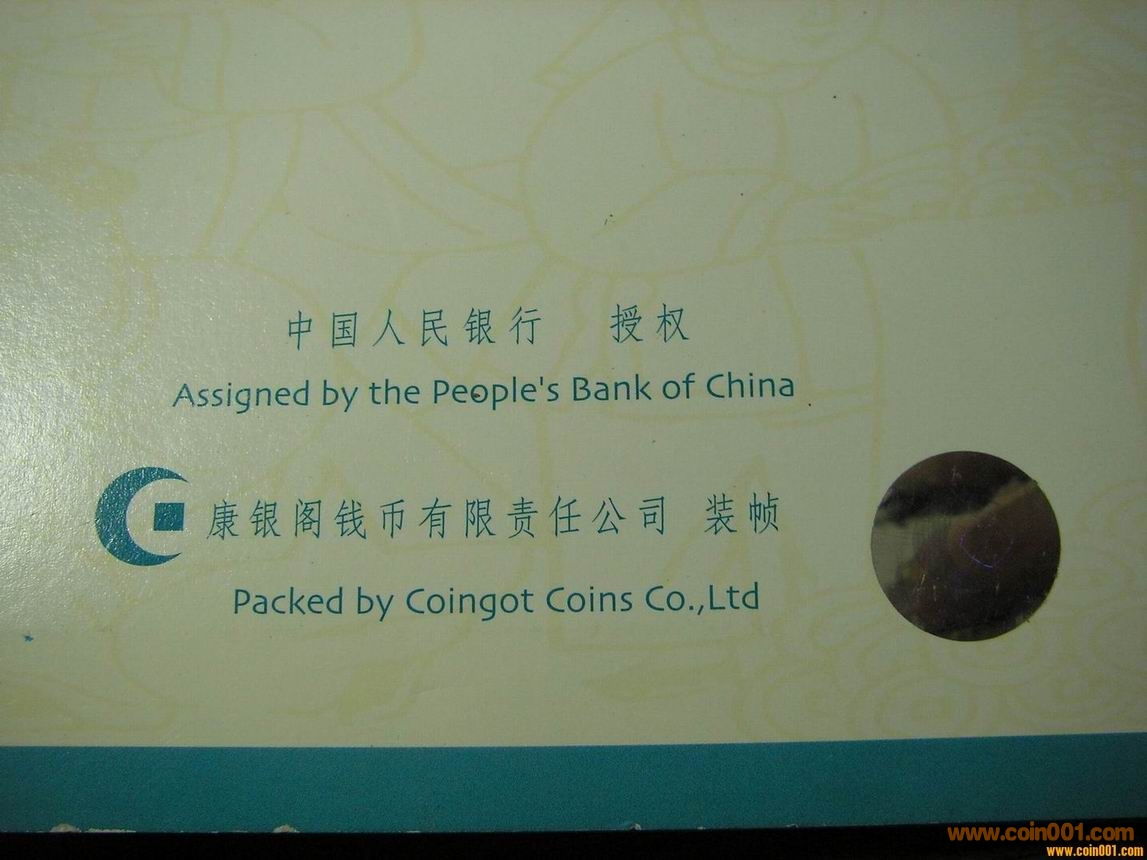 中国人民银行 授权
Assigned by the People's Bank of China
康银阁钱币有限责任公司 装帧
Packed by Coingot Coins Co.,Ltd
www.coin001.com
www.coin001.com